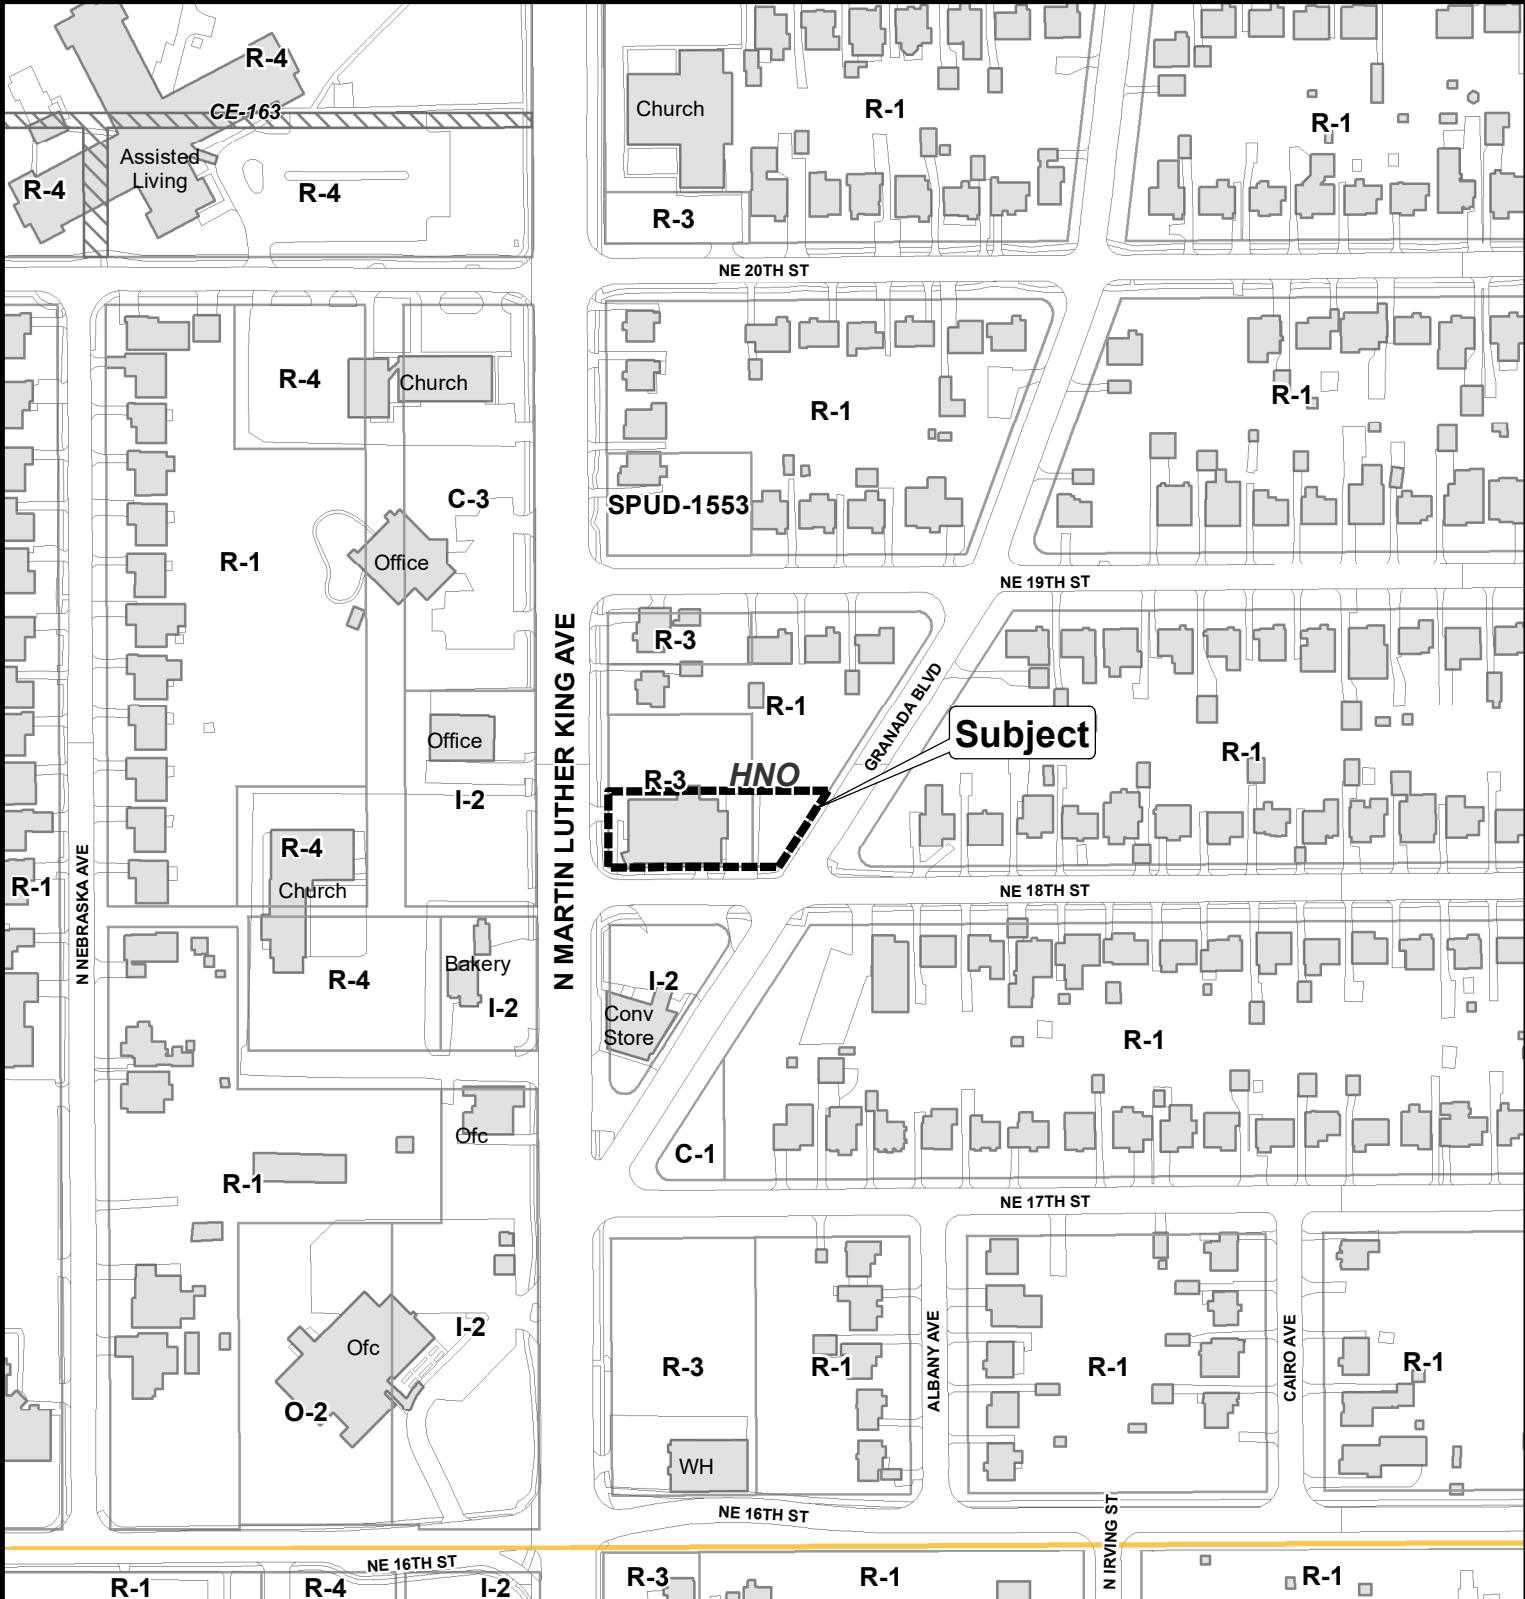 R-4
CE-163
Church
R-1
R-1
Assisted
Living
R-4
R-4
R-3
NE 20TH ST
R-4
Church
R-1
R-1
C-3
SPUD-1553
R-1
Office
NE 19TH ST
N MARTIN LUTHER KING AVE
R-3
GRANADA BLVD
R-1
Subject
Office
R-1
HNO
R-3
I-2
N NEBRASKA AVE
R-4
R-1
Church
NE 18TH ST
Bakery
R-4
I-2
I-2
Conv
Store
R-1
Ofc
C-1
R-1
NE 17TH ST
I-2
Ofc
ALBANY AVE
CAIRO AVE
R-3
R-1
R-1
R-1
O-2
WH
NE 16TH ST
N IRVING ST
NE 16TH ST
R-1
R-4
I-2
R-3
R-1
R-1